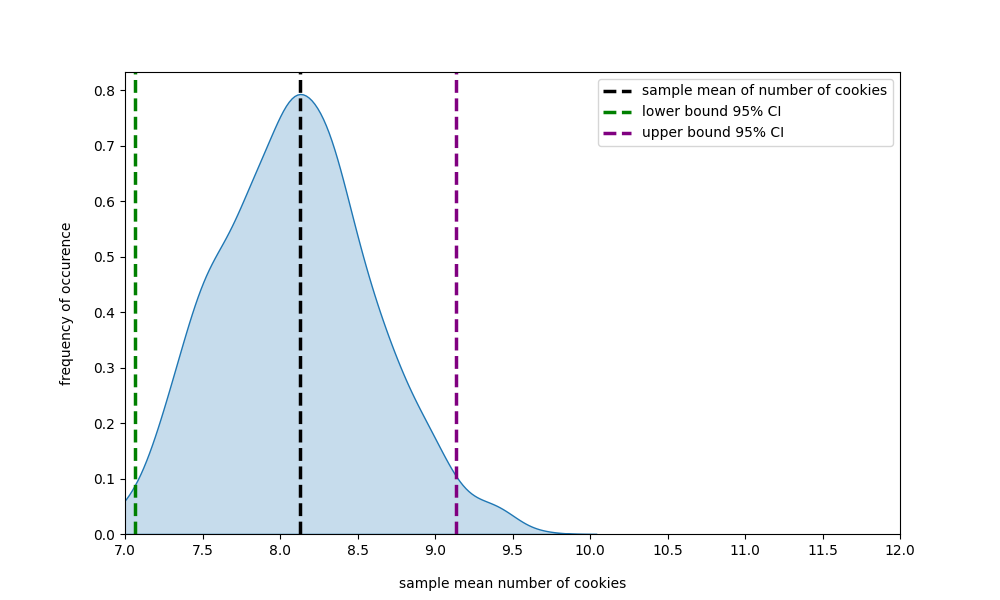 sample mean of number of cookies
lower bound 95% CI
upper bound 95% CI
0.8
0.7
0.6
0.5
0.4
0.3
0.2
0.1
0.0
frequency of occurence
7.0 7.5 8.0 8.5 9.0 9.5 10.0 10.5 11.0 11.5 12.0
sample mean number of cookies